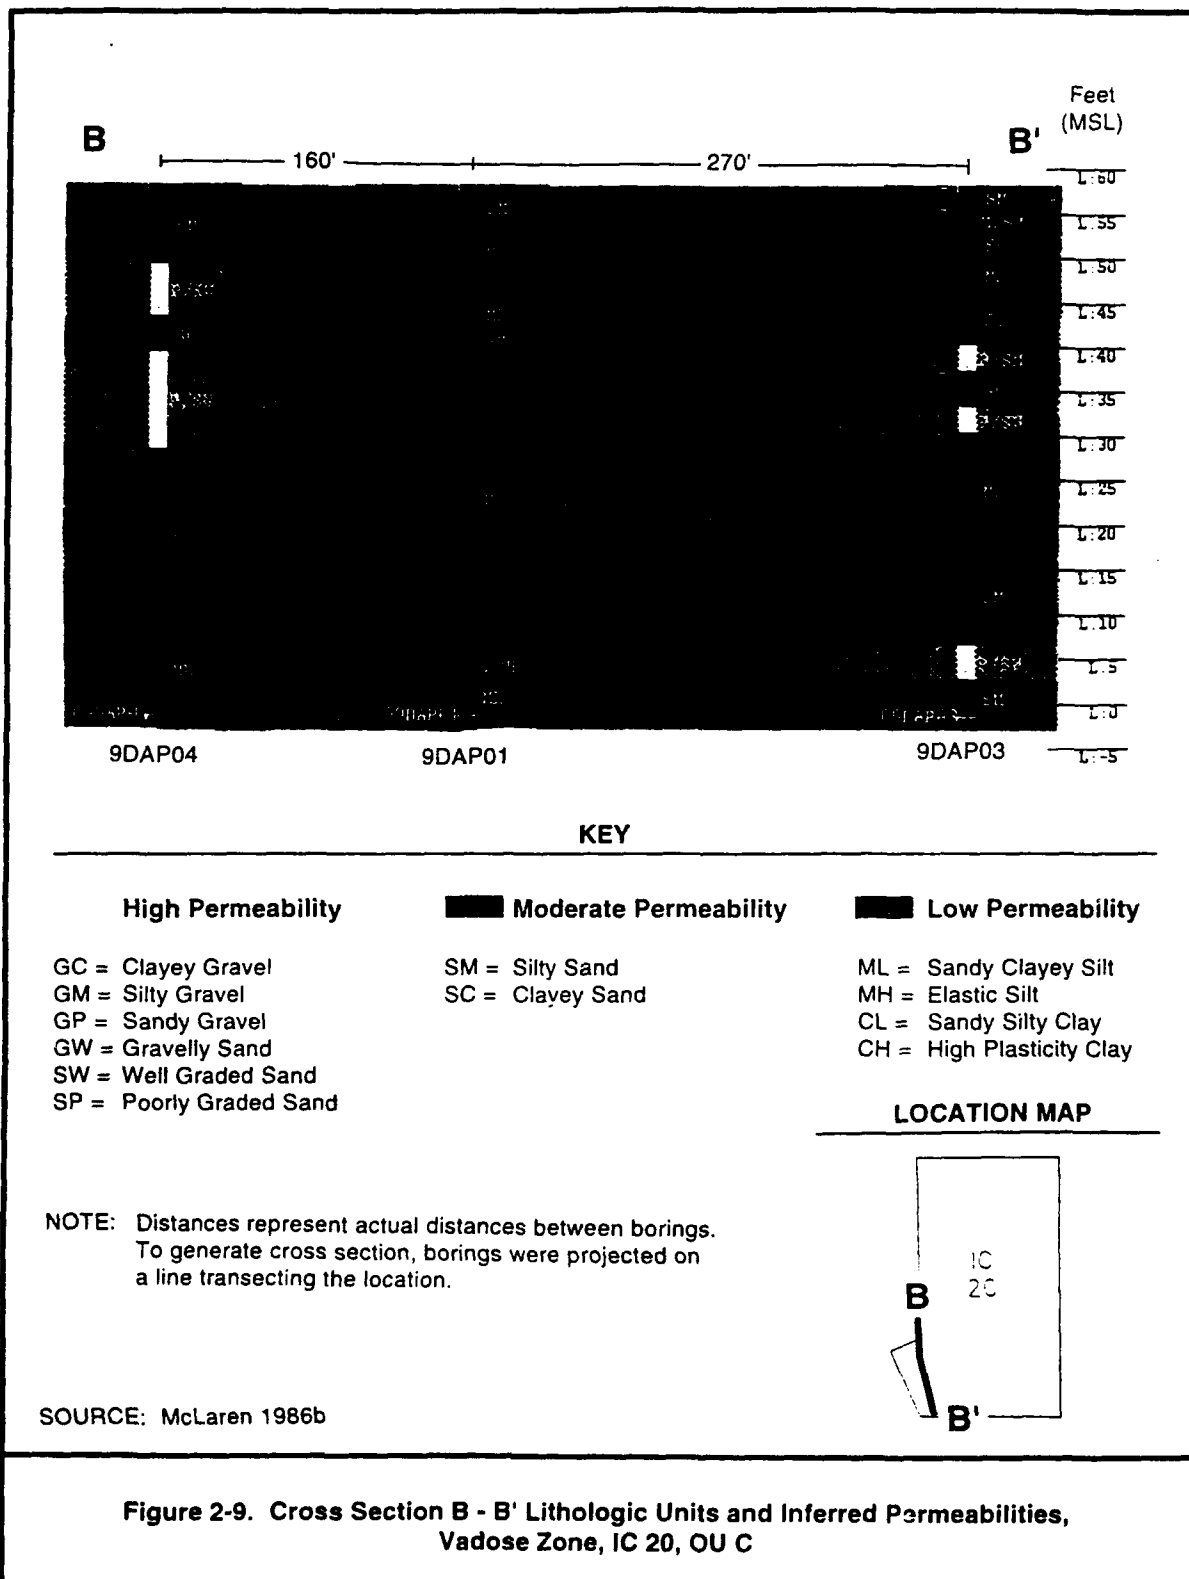 Feet
(MSL)
B
B'
160'
270'
L:60
L:55
L:50
L:45
L:40
L:35
L:30
L:25
L:20
L:15
L:10
L:5
L:0
L:-5
9DAP04
9DAP01
9DAP03
KEY
High Permeability
Moderate Permeability
Low Permeability
GC = Clayey Gravel
GM = Silty Gravel
GP = Sandy Gravel
GW = Gravelly Sand
SW = Well Graded Sand
SP = Poorly Graded Sand
SM = Silty Sand
SC = Clayey Sand
ML = Sandy Clayey Silt
MH = Elastic Silt
CL = Sandy Silty Clay
CH = High Plasticity Clay
LOCATION MAP
IC
20
B
B'
NOTE: Distances represent actual distances between borings.
To generate cross section, borings were projected on
a line transecting the location.
SOURCE: McLaren 1986b
Figure 2-9. Cross Section B - B' Lithologic Units and Inferred Permeabilities,
Vadose Zone, IC 20, OU C